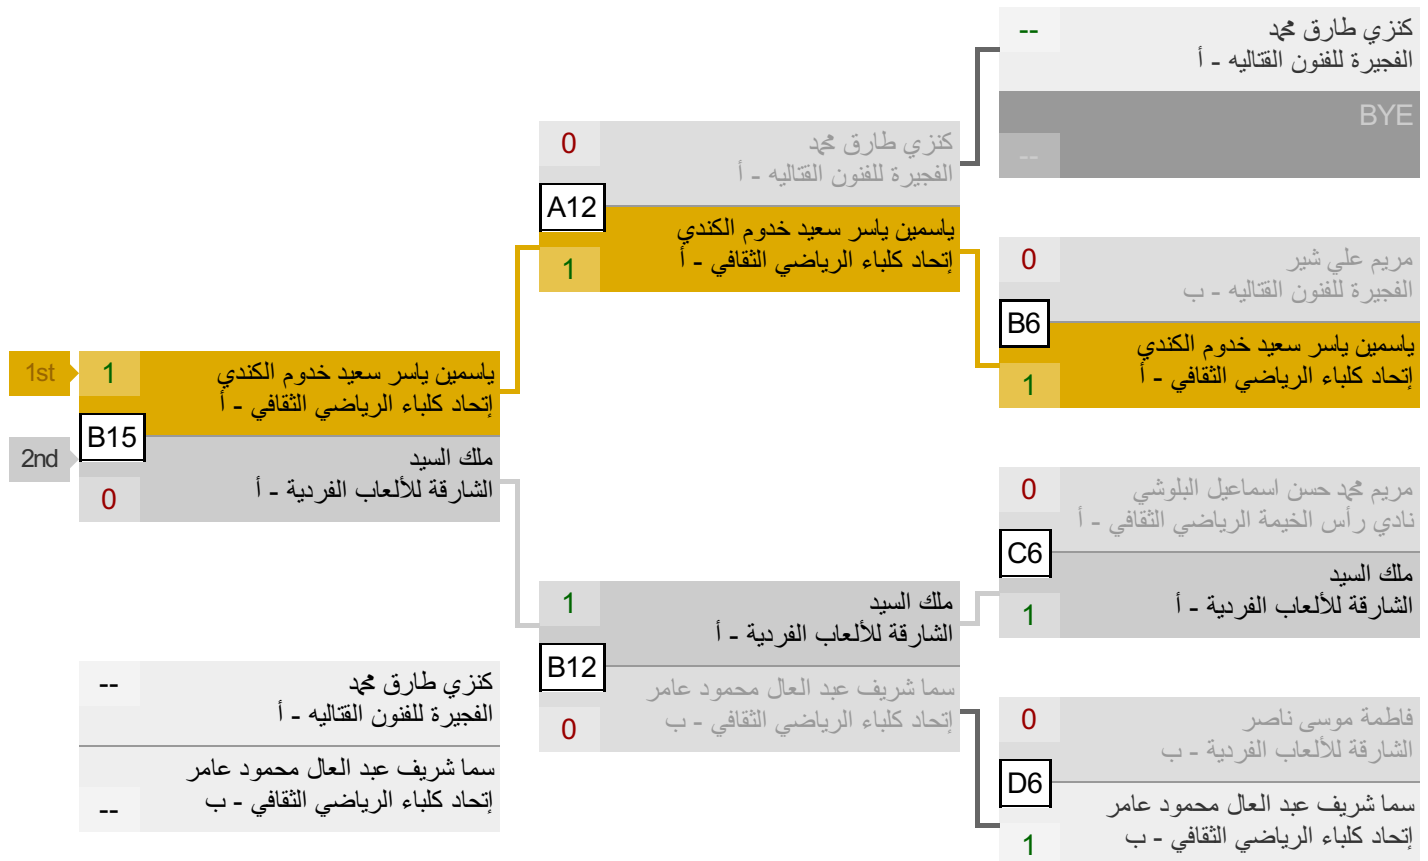 --
كنزي طارق محمد
الفجيرة للفنون القتاليه - أ
BYE
--
0
مريم علي شير
الفجيرة للفنون القتاليه - ب
B6
ياسمين ياسر سعيد خدوم الكندي
إتحاد كلباء الرياضي الثقافي - أ
1
0
مريم محمد حسن اسماعيل البلوشي
نادي رأس الخيمة الرياضي الثقافي - أ
C6
ملك السيد
الشارقة للألعاب الفردية - أ
1
0
فاطمة موسى ناصر
الشارقة للألعاب الفردية - ب
D6
سما شريف عبد العال محمود عامر
إتحاد كلباء الرياضي الثقافي - ب
1
0
كنزي طارق محمد
الفجيرة للفنون القتاليه - أ
A12
ياسمين ياسر سعيد خدوم الكندي
إتحاد كلباء الرياضي الثقافي - أ
1
1
ملك السيد
الشارقة للألعاب الفردية - أ
B12
سما شريف عبد العال محمود عامر
إتحاد كلباء الرياضي الثقافي - ب
0
1st
1
ياسمين ياسر سعيد خدوم الكندي
إتحاد كلباء الرياضي الثقافي - أ
B15
2nd
ملك السيد
الشارقة للألعاب الفردية - أ
0
--
كنزي طارق محمد
الفجيرة للفنون القتاليه - أ
سما شريف عبد العال محمود عامر
إتحاد كلباء الرياضي الثقافي - ب
--